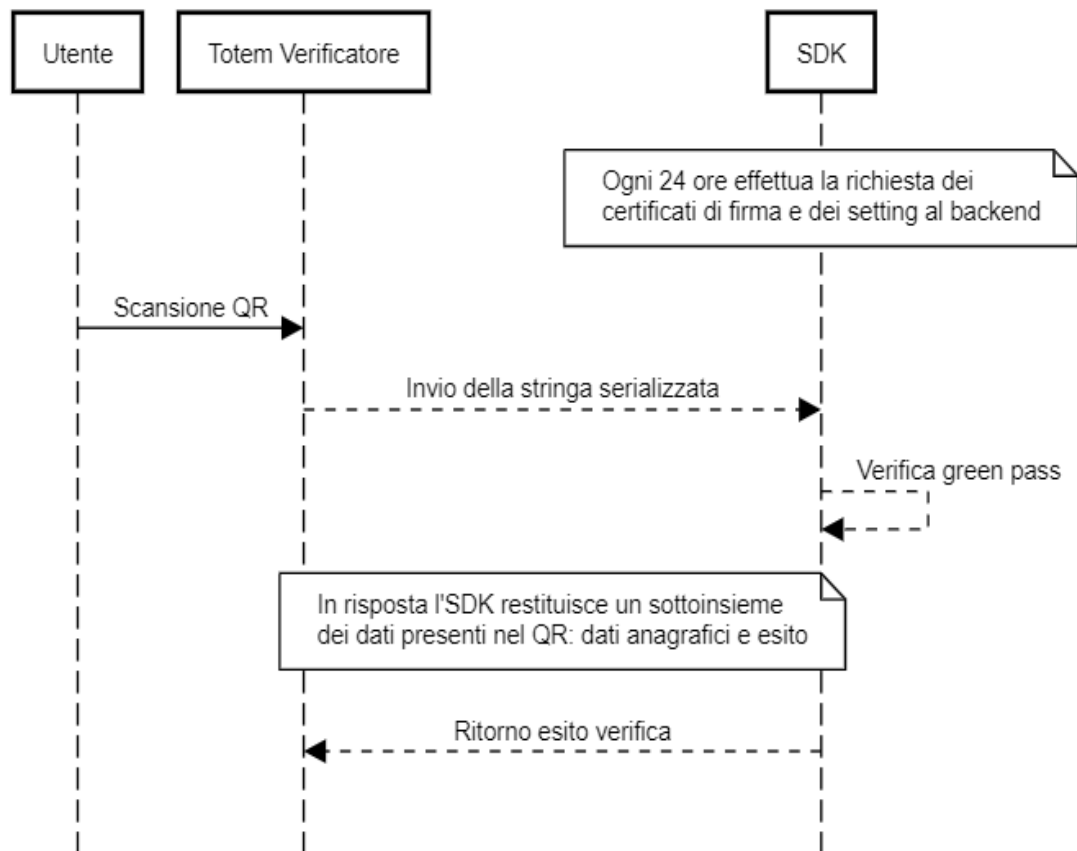 Utente
Totem Verificatore
SDK
Ogni 24 ore effettua la richiesta dei
certificati di firma e dei setting al backend
Scansione QR
Invio della stringa serializzata
Verifica green pass
In risposta l'SDK restituisce un sottoinsieme
dei dati presenti nel QR: dati anagrafici e esito
Ritorno esito verifica